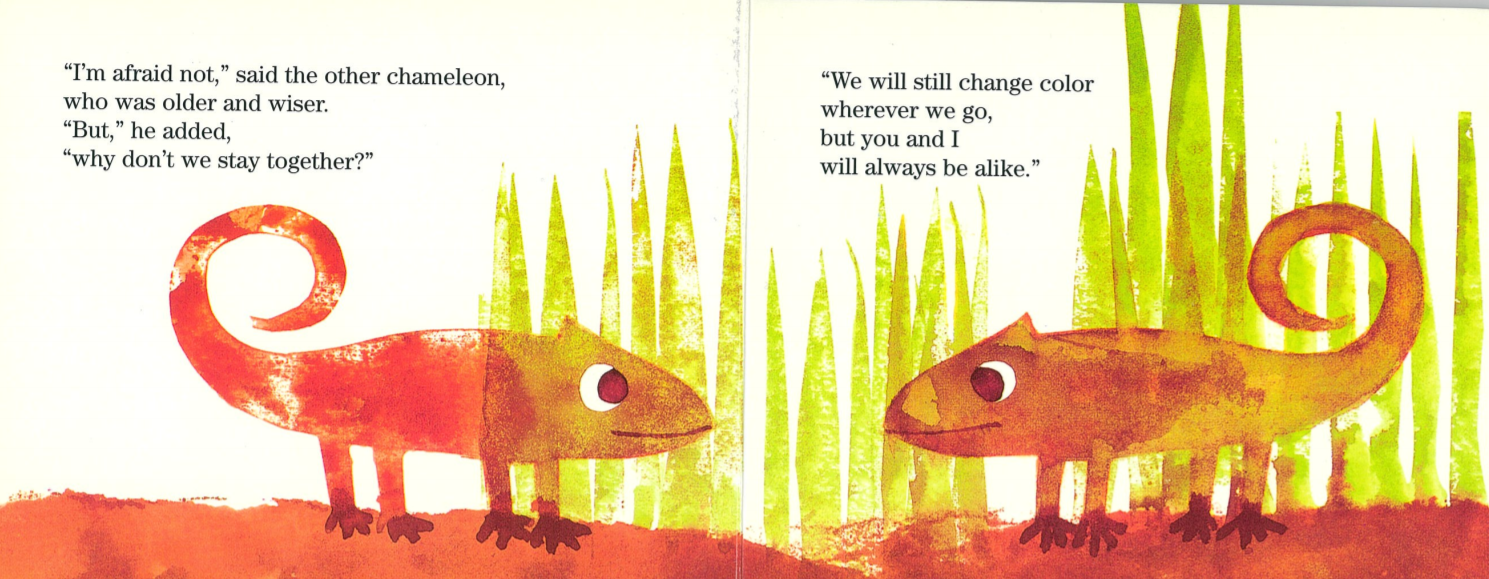 “I’m afraid not,” said the other chameleon,
who was older and wiser.
“But,” he added,
“why don’t we stay together?”
“We will still change color
wherever we go,
but you and I
will always be alike.”